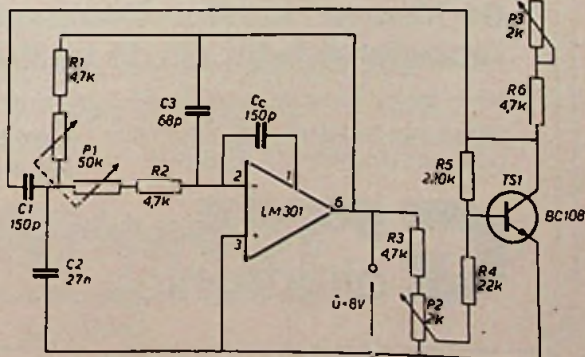 P3
2k
R1
4,7k
R6
4,7k
C3
68p
Cc
150p
P1
50k
R2
4,7k
2
-
1
6
LM301
3
+
C1
150p
C2
27n
R5
220k
TS1
BC108
R3
4,7k
R4
22k
û=8V
P2
2k